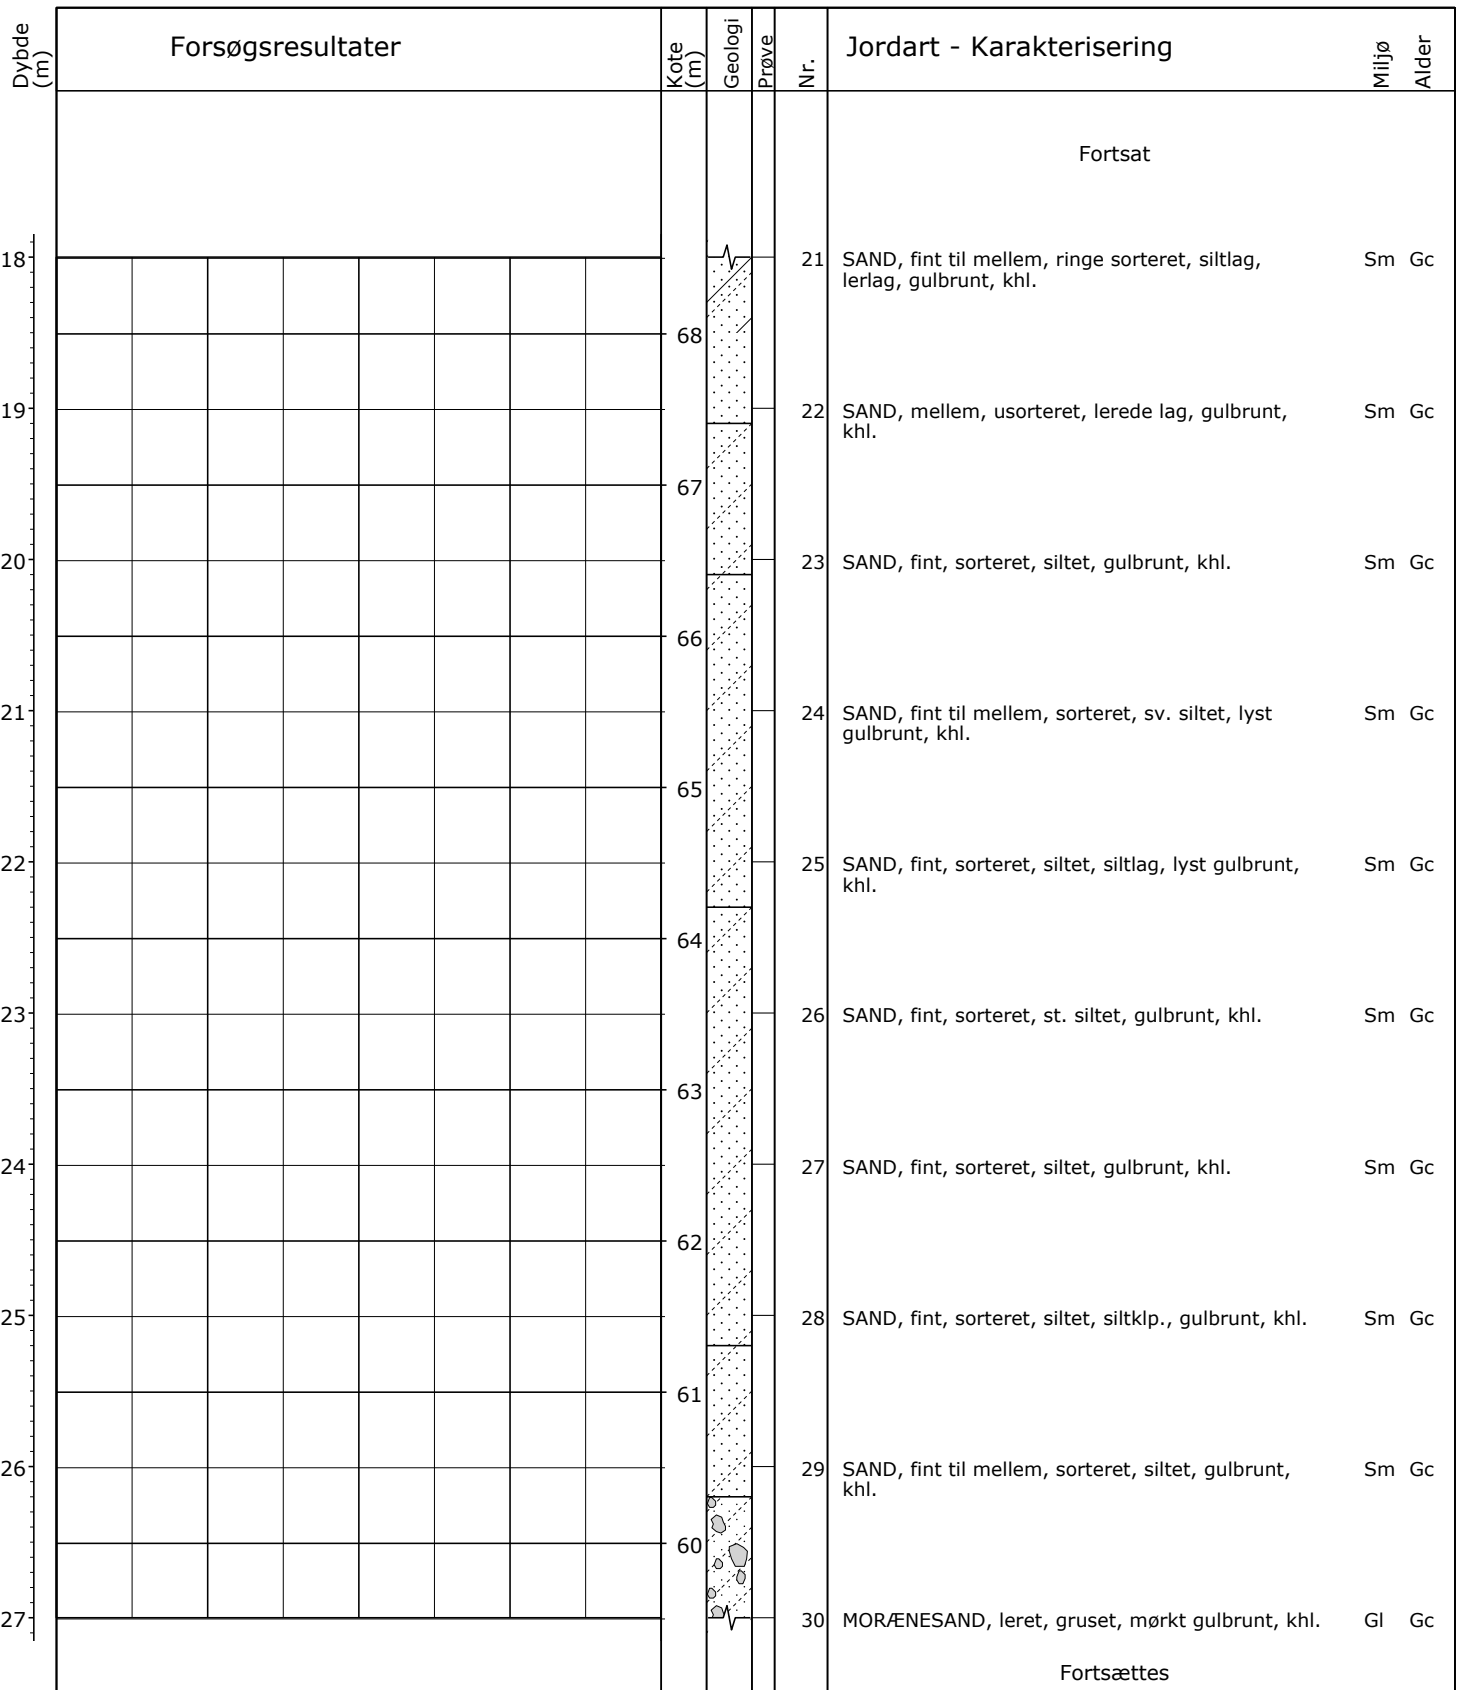 Dybde (m)
Forsøgsresultater
Kote (m)
Geologi
Prøve
Nr.
Jordart - Karakterisering
Miljø
Alder
Fortsat
18
21 SAND, fint til mellem, ringe sorteret, siltlag, Sm Gc
lerlag, gulbrunt, khl.
68
19
22 SAND, mellem, usorteret, lerede lag, gulbrunt, Sm Gc
khl.
67
20
23 SAND, fint, sorteret, siltet, gulbrunt, khl. Sm Gc
66
21
24 SAND, fint til mellem, sorteret, sv. siltet, lyst Sm Gc
gulbrunt, khl.
65
22
25 SAND, fint, sorteret, siltet, siltlag, lyst gulbrunt, Sm Gc
khl.
64
23
26 SAND, fint, sorteret, st. siltet, gulbrunt, khl. Sm Gc
63
24
27 SAND, fint, sorteret, siltet, gulbrunt, khl. Sm Gc
62
25
28 SAND, fint, sorteret, siltet, siltklp., gulbrunt, khl. Sm Gc
61
26
29 SAND, fint til mellem, sorteret, siltet, gulbrunt, Sm Gc
khl.
60
27
30 MORÆNESAND, leret, gruset, mørkt gulbrunt, khl. Gl Gc
Fortsættes